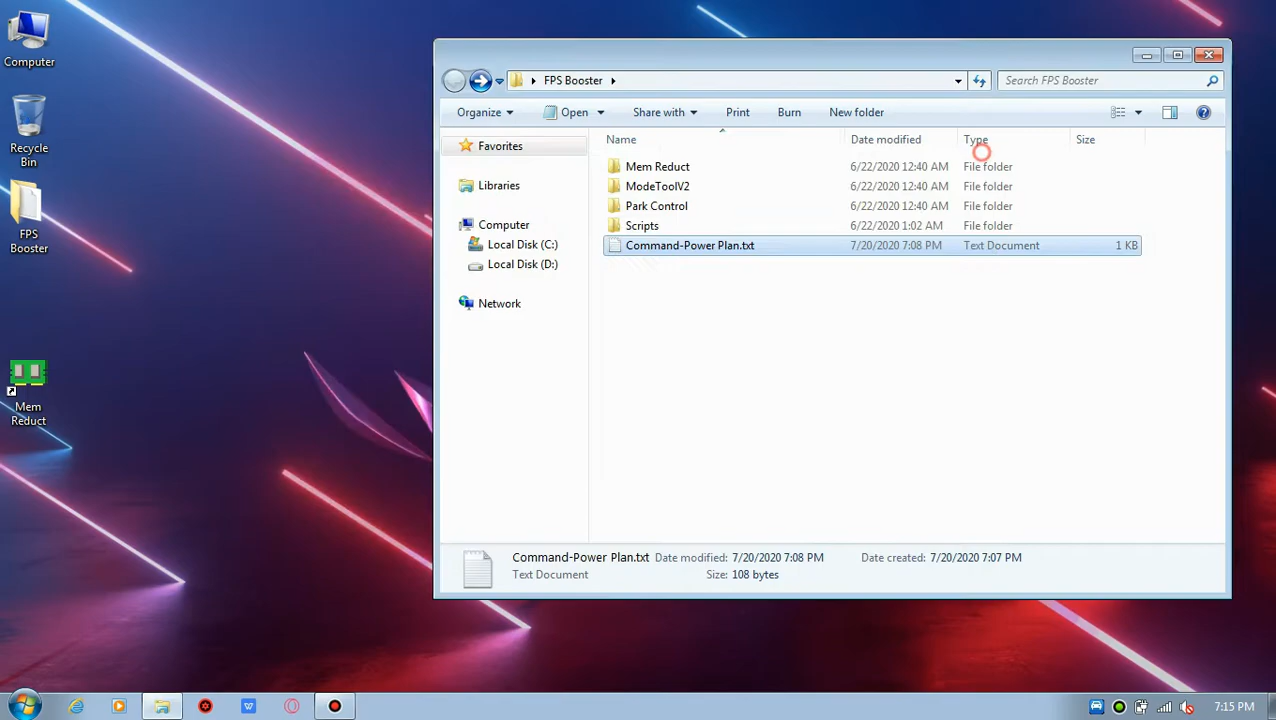 Computer
Recycle
Bin
FPS
Booster
Mem
Reduct
FPS Booster
Search FPS Booster
Organize
Open
Share with
Print
Burn
New folder
Name
Date modified
Type
Size
Favorites
Libraries
Computer
Local Disk (C:)
Local Disk (D:)
Network
Mem Reduct 6/22/2020 12:40 AM File folder
ModeToolV2 6/22/2020 12:40 AM File folder
Park Control 6/22/2020 12:40 AM File folder
Scripts 6/22/2020 1:02 AM File folder
Command-Power Plan.txt 7/20/2020 7:08 PM Text Document 1 KB
Command-Power Plan.txt Date modified: 7/20/2020 7:08 PM Date created: 7/20/2020 7:07 PM
Text Document Size: 108 bytes
7:15 PM